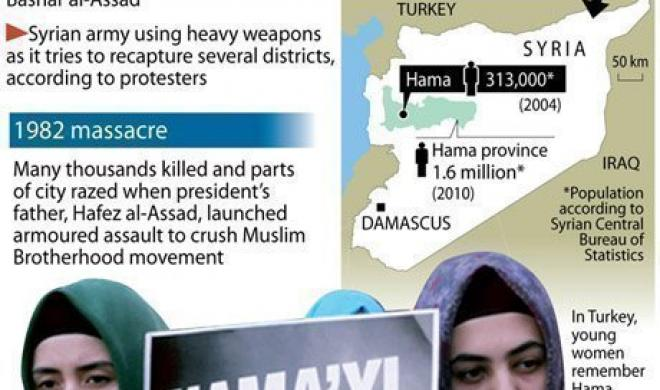 Bashar al-Assad
Syrian army using heavy weapons
as it tries to recapture several districts,
according to protesters
1982 massacre
Many thousands killed and parts
of city razed when president's
father, Hafez al-Assad, launched
armoured assault to crush Muslim
Brotherhood movement
TURKEY
SYRIA
50 km
Hama 313,000*
(2004)
Hama province
1.6 million*
(2010)
IRAQ
DAMASCUS
*Population
according to
Syrian Central
Bureau of
Statistics
HAMA'YI
In Turkey,
young
women
remember
Hama